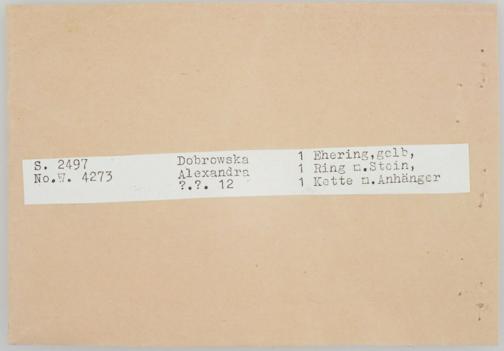 S. 2497 Dobrowska 1 Ehering,gelb,
No.W. 4273 Alexandra 1 Ring m.Stein,
?.?. 12 1 Kette m.Anhänger